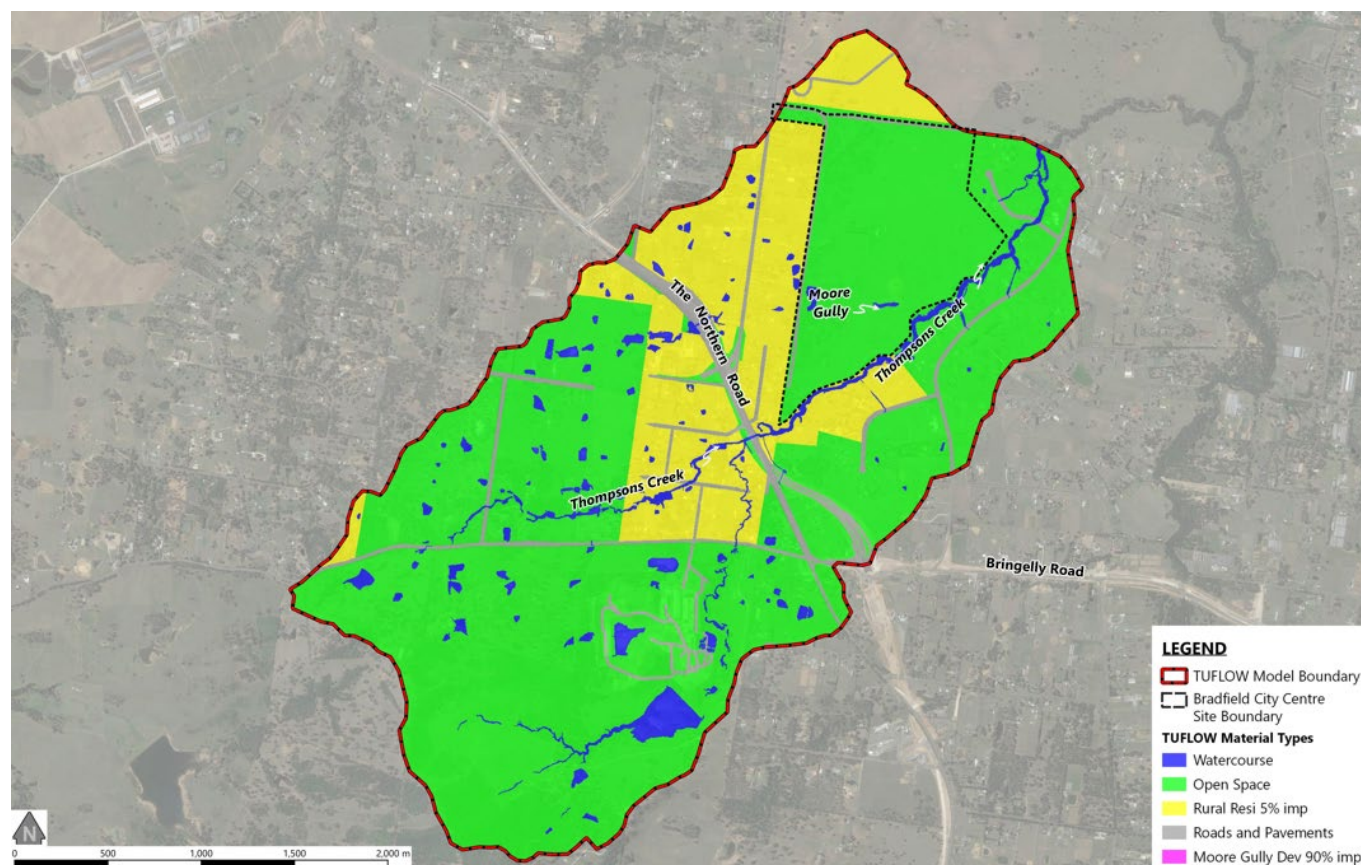 The Northern Road
Moore
Gully
Thompsons Creek
Thompsons Creek
Bringelly Road
LEGEND
TUFLOW Model Boundary
Bradfield City Centre
Site Boundary
TUFLOW Material Types
Watercourse
Open Space
Rural Resi 5% imp
Roads and Pavements
Moore Gully Dev 90% imp
N
0 500 1,000 1,500 2,000 m